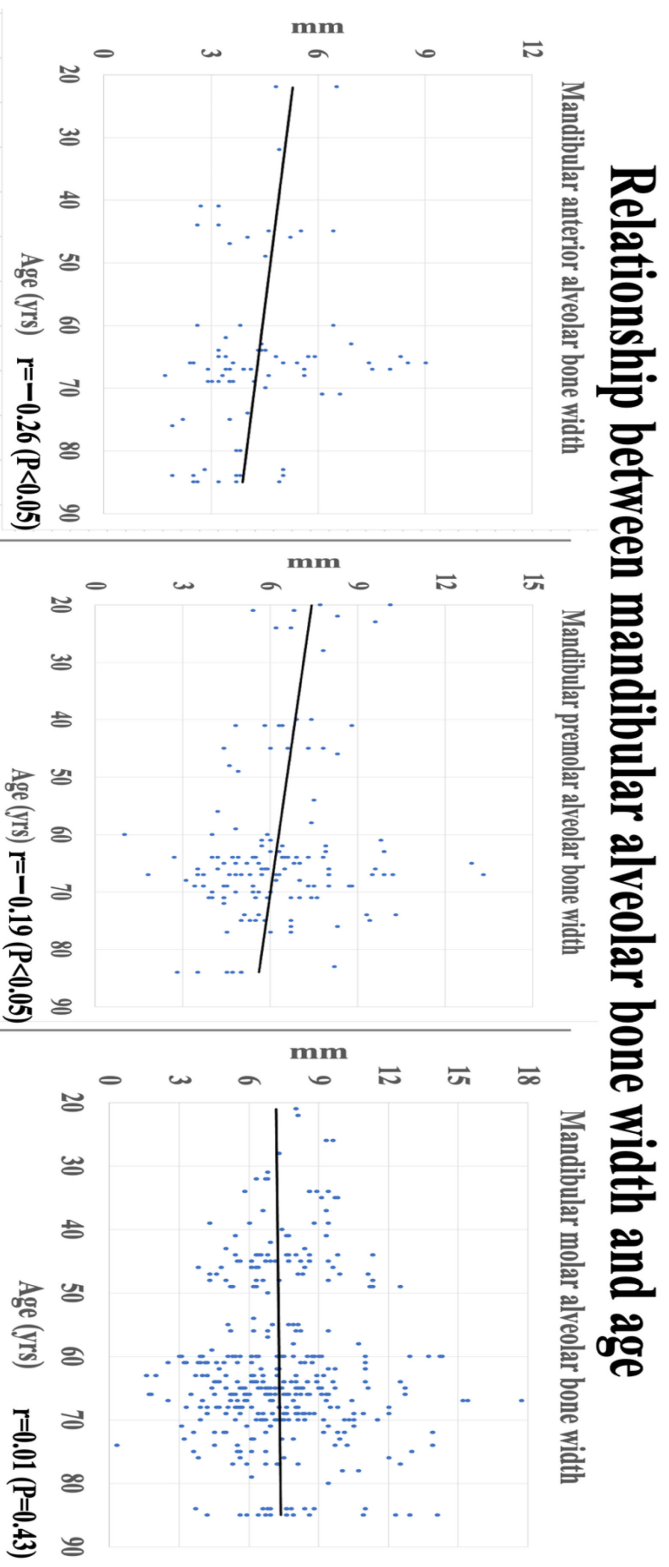 Relationship between mandibular alveolar bone width and age
Mandibular anterior alveolar bone width
mm
12
9
6
3
0
20 30 40 50 60 70 80 90
Age (yrs) r=−0.26 (P<0.05)
Mandibular premolar alveolar bone width
mm
15
12
9
6
3
0
20 30 40 50 60 70 80 90
Age (yrs) r=−0.19 (P<0.05)
Mandibular molar alveolar bone width
mm
18
15
12
9
6
3
0
20 30 40 50 60 70 80 90
Age (yrs) r=0.01 (P=0.43)